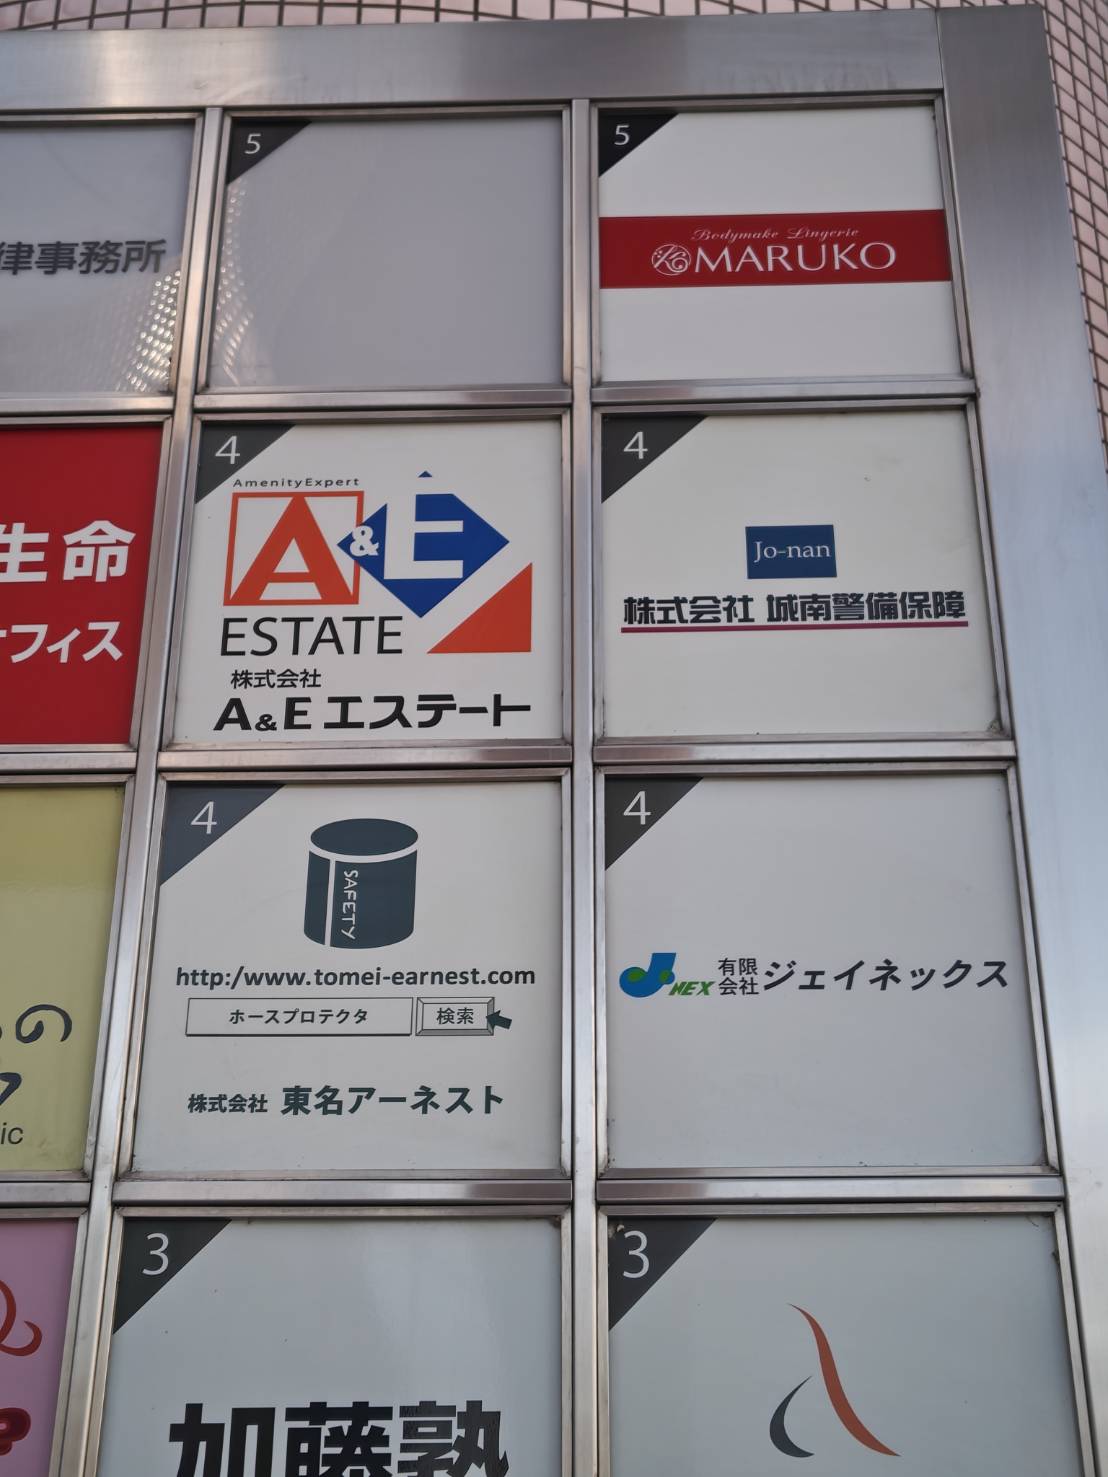 律事務所
5
5
Bodymake Lingerie
MARUKO
生命
フィス
4
AmenityExpert
A&E
ESTATE
株式会社
A&E エステート
4
Jo-nan
株式会社 城南警備保障
の
ic
4
SAFETY
http:/www.tomei-earnest.com
ホースプロテクタ 検索
株式会社 東名アーネスト
4
NEX 有限会社 ジェイネックス
3
加藤塾
3